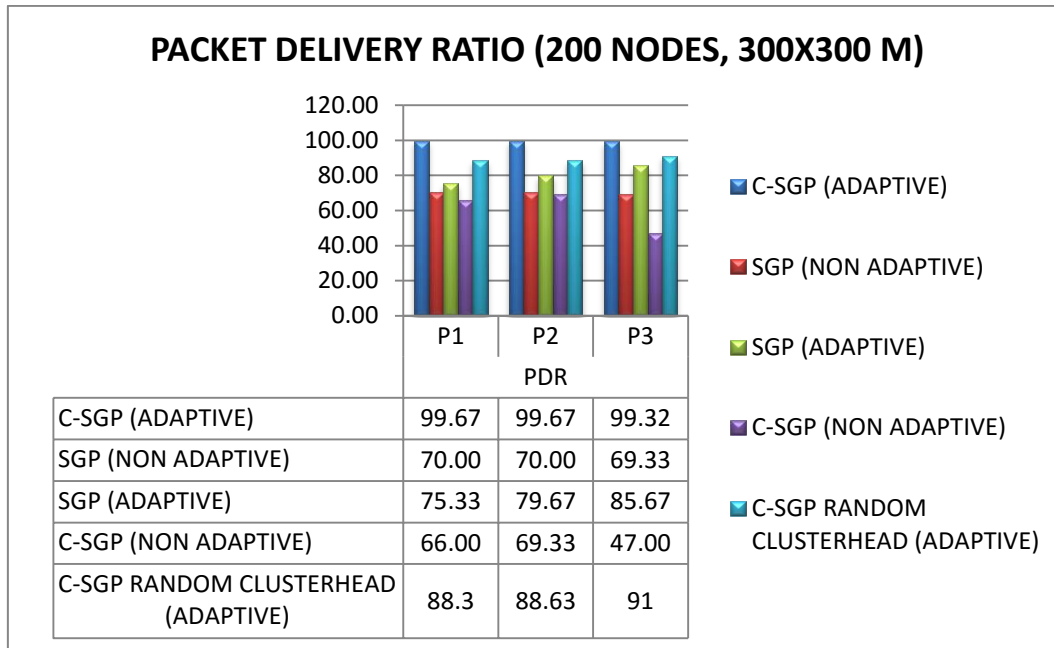 PACKET DELIVERY RATIO (200 NODES, 300X300 M)
120.00
100.00
80.00
60.00
40.00
20.00
0.00
P1 P2 P3
PDR
C-SGP (ADAPTIVE) 99.67 99.67 99.32
SGP (NON ADAPTIVE) 70.00 70.00 69.33
SGP (ADAPTIVE) 75.33 79.67 85.67
C-SGP (NON ADAPTIVE) 66.00 69.33 47.00
C-SGP RANDOM CLUSTERHEAD
(ADAPTIVE) 88.3 88.63 91
C-SGP (ADAPTIVE)
SGP (NON ADAPTIVE)
SGP (ADAPTIVE)
C-SGP (NON ADAPTIVE)
C-SGP RANDOM
CLUSTERHEAD (ADAPTIVE)